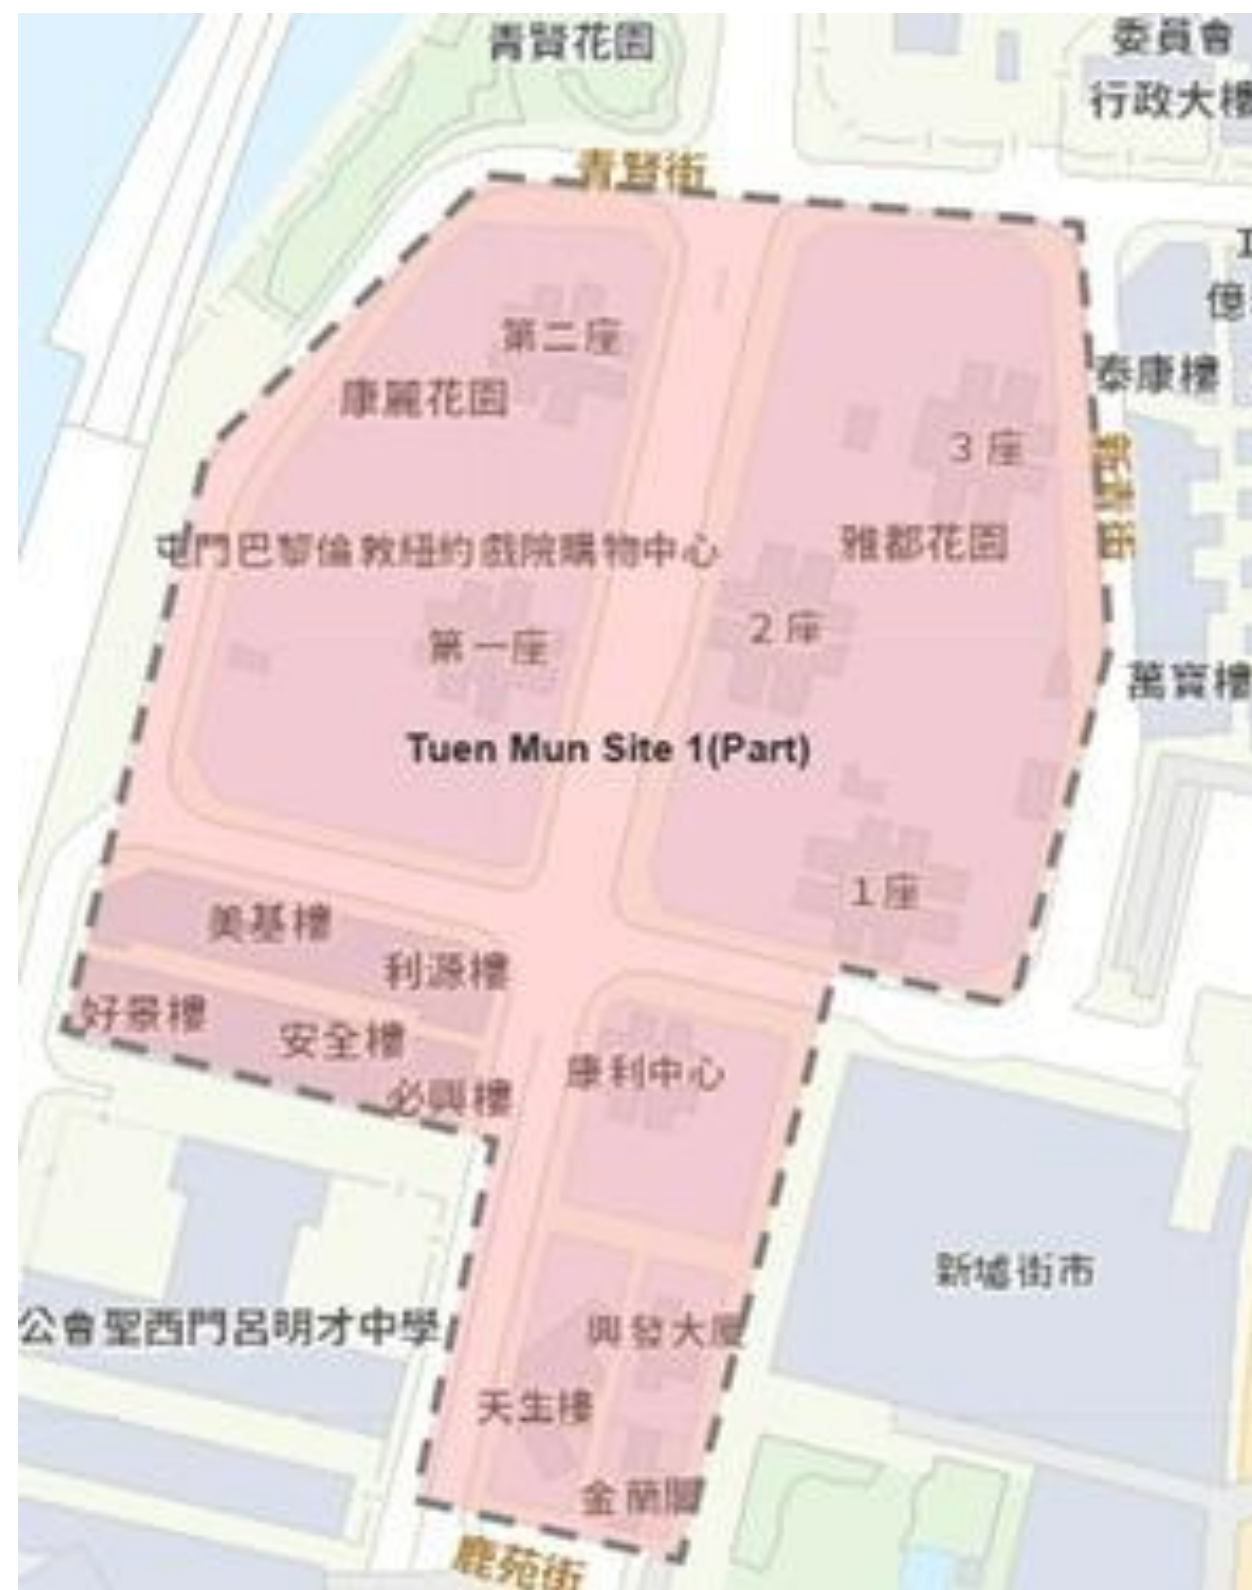 青賢花園
委員會
行政大樓
青賢街
第二座
康麗花園
泰康樓
3座
屯門巴黎倫敦紐約戲院購物中心
雅都花園
2座
第一座
萬寶樓
Tuen Mun Site 1(Part)
1座
美基樓
利源樓
好景樓
安全樓
康利中心
必興樓
新墟街市
公會聖西門呂明才中學
興發大廈
天生樓
金蘭閣
鹿苑街